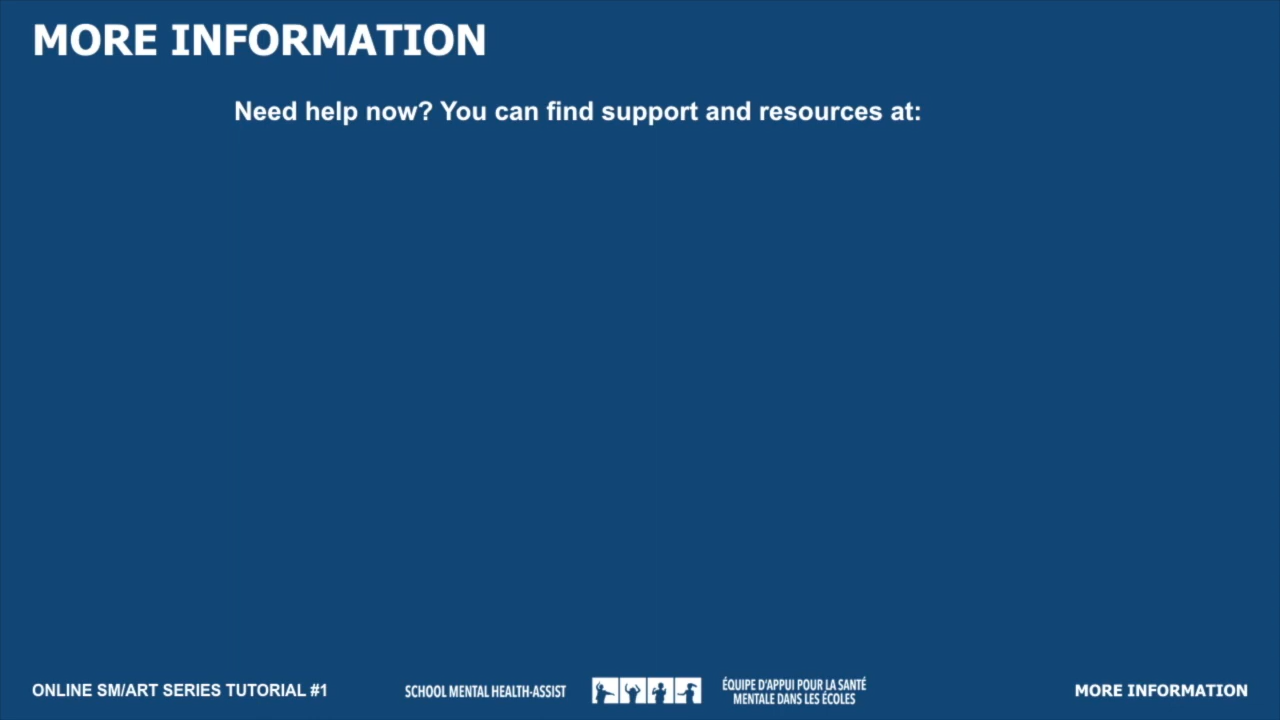 MORE INFORMATION
Need help now? You can find support and resources at:
ONLINE SM/ART SERIES TUTORIAL #1
SCHOOL MENTAL HEALTH-ASSIST
ÉQUIPE D'APPUI POUR LA SANTÉ
MENTALE DANS LES ÉCOLES
MORE INFORMATION